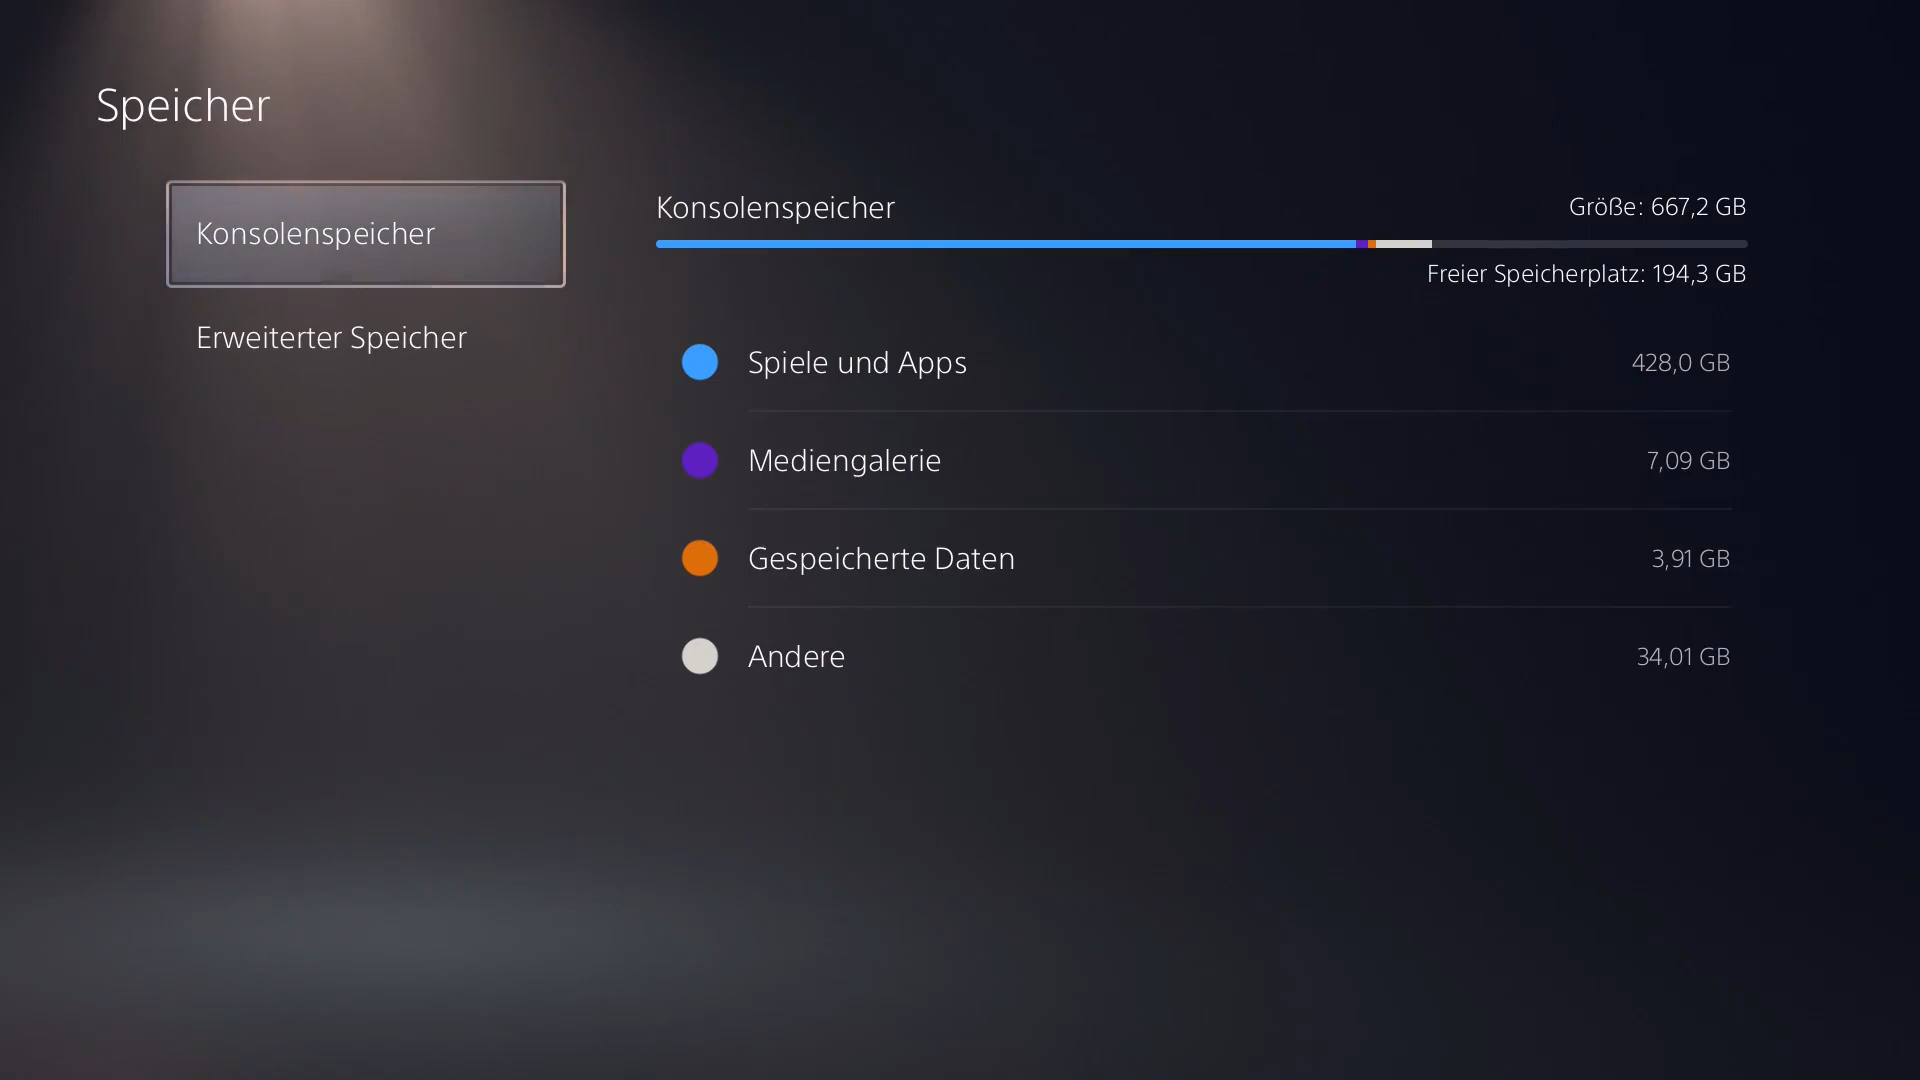 Speicher
Konsolenspeicher
Erweiterter Speicher
Konsolenspeicher
Größe: 667,2 GB
Freier Speicherplatz: 194,3 GB
Spiele und Apps
428,0 GB
Mediengalerie
7,09 GB
Gespeicherte Daten
3,91 GB
Andere
34,01 GB